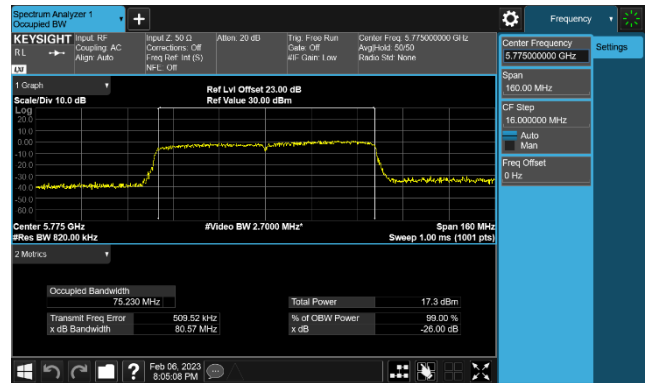 Spectrum Analyzer 1
Occupied BW
+
Frequency
KEYSIGHT
RL
LXI
Input: RF
Coupling: AC
Align: Auto
Input Z: 50 Ω
Corrections: Off
Freq Ref: Int (S)
NFE: Off
Atten: 20 dB
Trig: Free Run
Gate: Off
#IF Gain: Low
Center Freq: 5.775000000 GHz
Avg|Hold: 50/50
Radio Std: None
Center Frequency
5.775000000 GHz
Settings
Span
160.00 MHz
CF Step
16.000000 MHz
Auto
Man
Freq Offset
0 Hz
1 Graph
Scale/Div 10.0 dB
Ref Lvl Offset 23.00 dB
Ref Value 30.00 dBm
Log
20.0
10.0
0.00
-10.0
-20.0
-30.0
-40.0
-50.0
-60.0
Center 5.775 GHz
#Res BW 820.00 kHz
#Video BW 2.7000 MHz*
Span 160 MHz
Sweep 1.00 ms (1001 pts)
2 Metrics
Occupied Bandwidth
75.230 MHz
Total Power 17.3 dBm
Transmit Freq Error 509.52 kHz
% of OBW Power 99.00 %
x dB Bandwidth 80.57 MHz
x dB -26.00 dB
?
Feb 06, 2023
8:05:08 PM